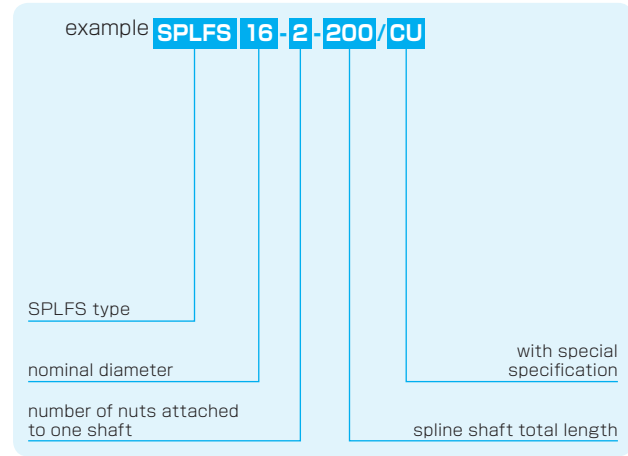 example SPLFS 16-2-200/CU
SPLFS type
nominal diameter
number of nuts attached
to one shaft
with special
specification
spline shaft total length